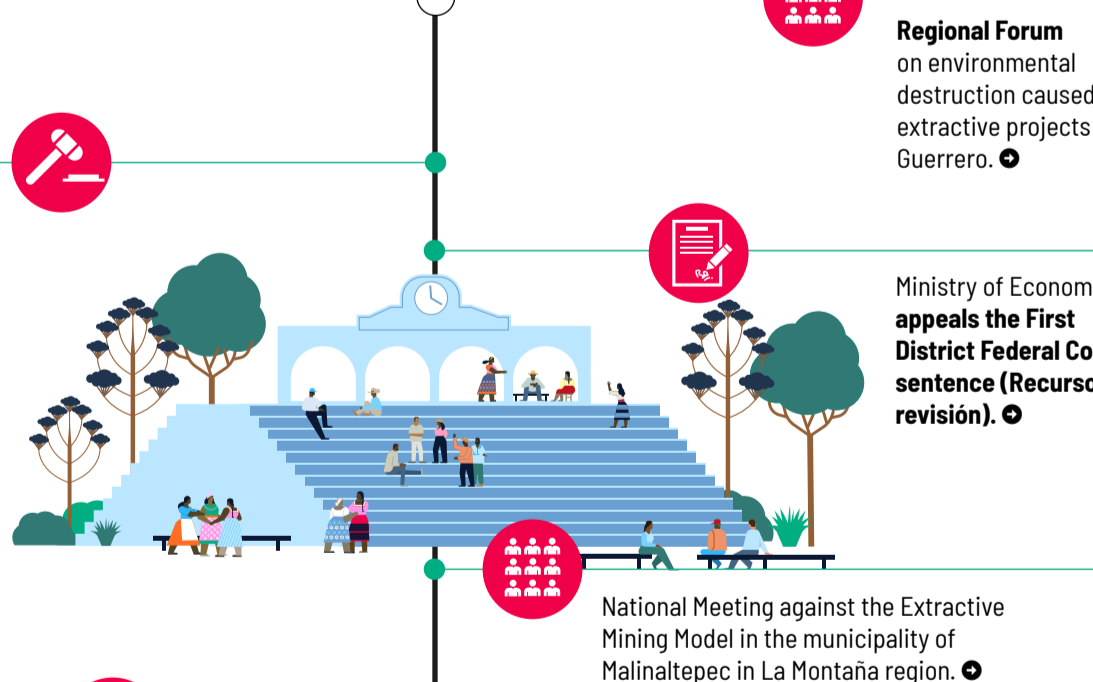 Regional Forum
on environmental
destruction caused
extractive projects
Guerrero.
Ministry of Econom
appeals the First
District Federal Co
sentence (Recurso
revisión).
National Meeting against the Extractive
Mining Model in the municipality of
Malinaltepec in La Montaña region.